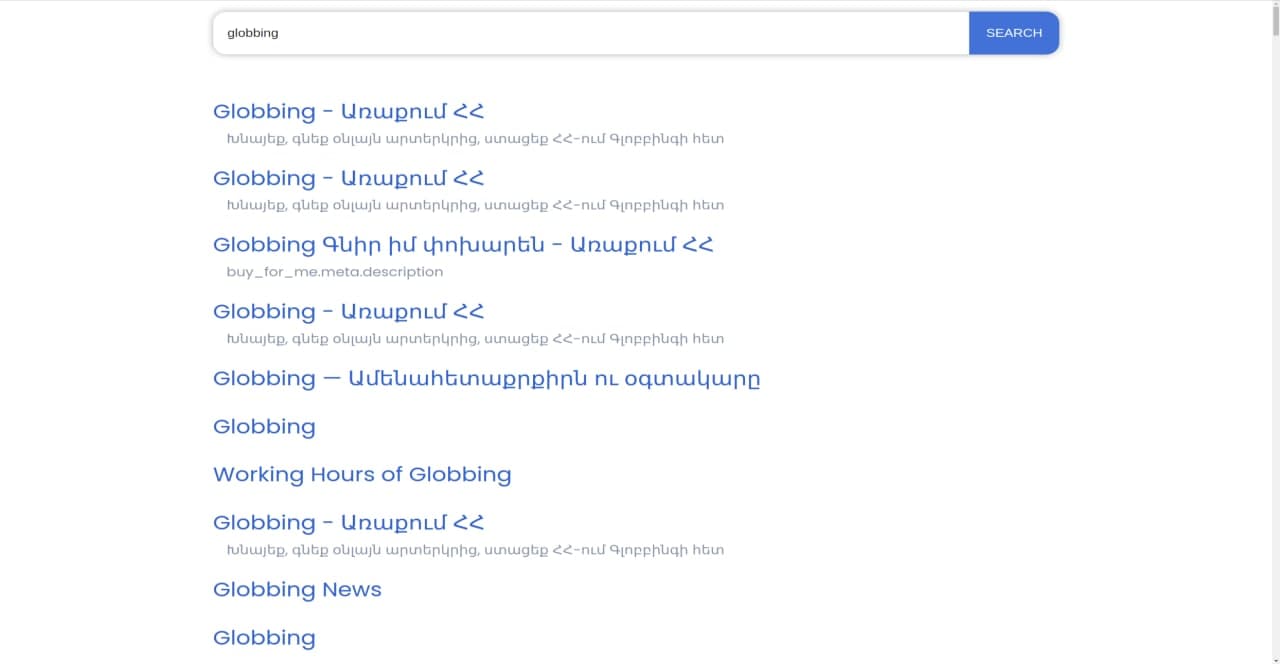 globbing
SEARCH
Globbing - Առաքում ՀՀ
Խնայեք, գնեք օնլայն արտերկրից, ստացեք ՀՀ-ում Գլոբբինգի հետ
Globbing - Առաքում ՀՀ
Խնայեք, գնեք օնլայն արտերկրից, ստացեք ՀՀ-ում Գլոբբինգի հետ
Globbing Գնիր իմ փոխարեն - Առաքում ՀՀ
buy_for_me.meta.description
Globbing - Առաքում ՀՀ
Խնայեք, գնեք օնլայն արտերկրից, ստացեք ՀՀ-ում Գլոբբինգի հետ
Globbing — Ամենահետաքրքիրն ու օգտակարը
Globbing
Working Hours of Globbing
Globbing - Առաքում ՀՀ
Խնայեք, գնեք օնլայն արտերկրից, ստացեք ՀՀ-ում Գլոբբինգի հետ
Globbing News
Globbing